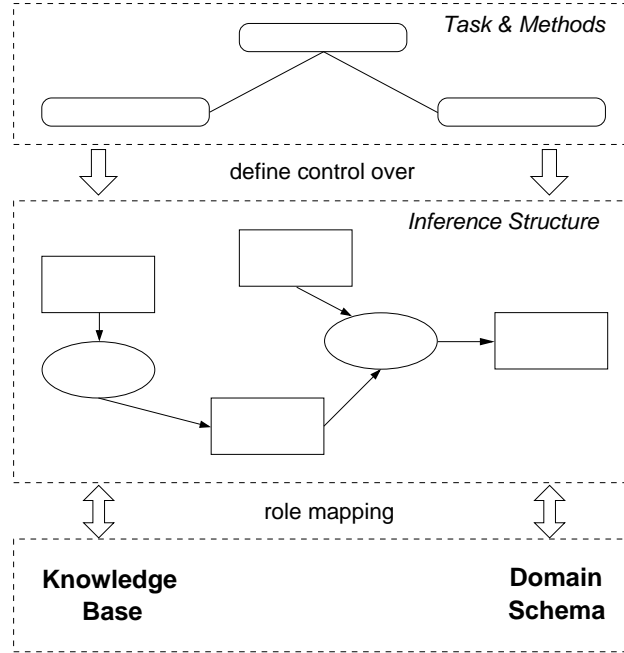 Task & Methods
define control over
Inference Structure
role mapping
Knowledge
Base
Domain
Schema